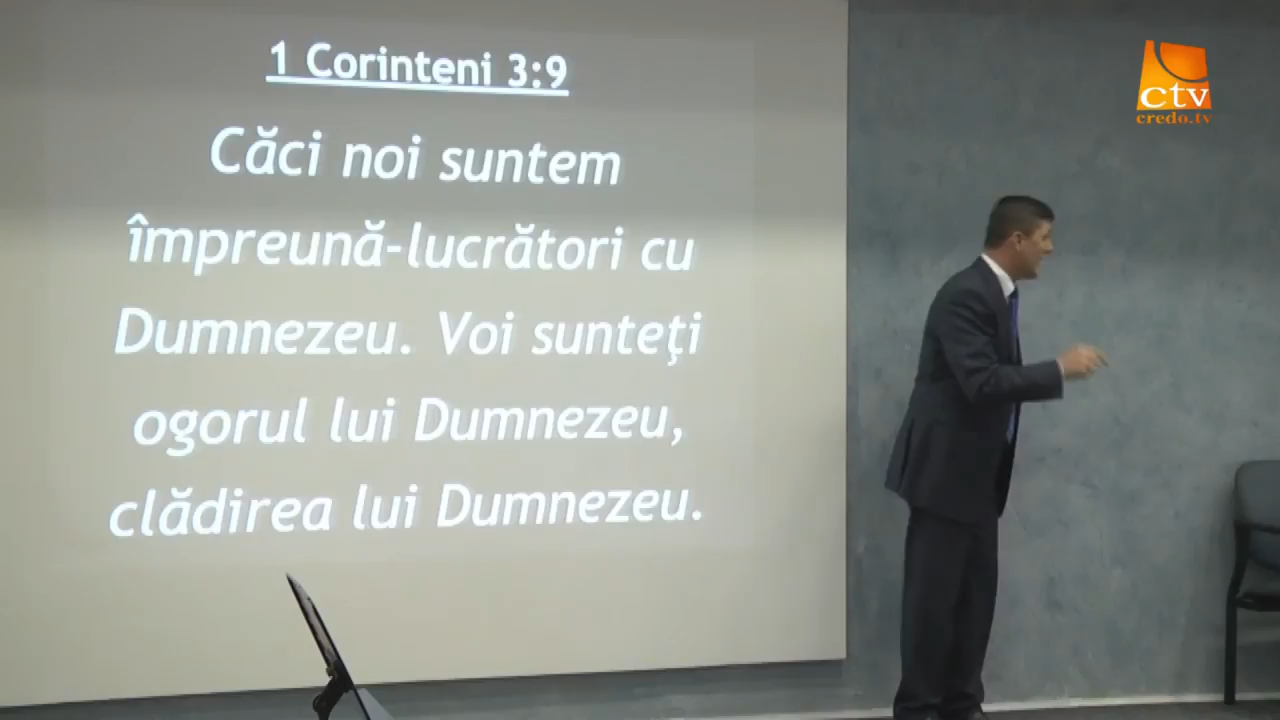 1 Corinteni 3:9
Căci noi suntem
împreună-lucrători cu
Dumnezeu. Voi sunteţi
ogorul lui Dumnezeu,
clădirea lui Dumnezeu.
ctv
credo.tv